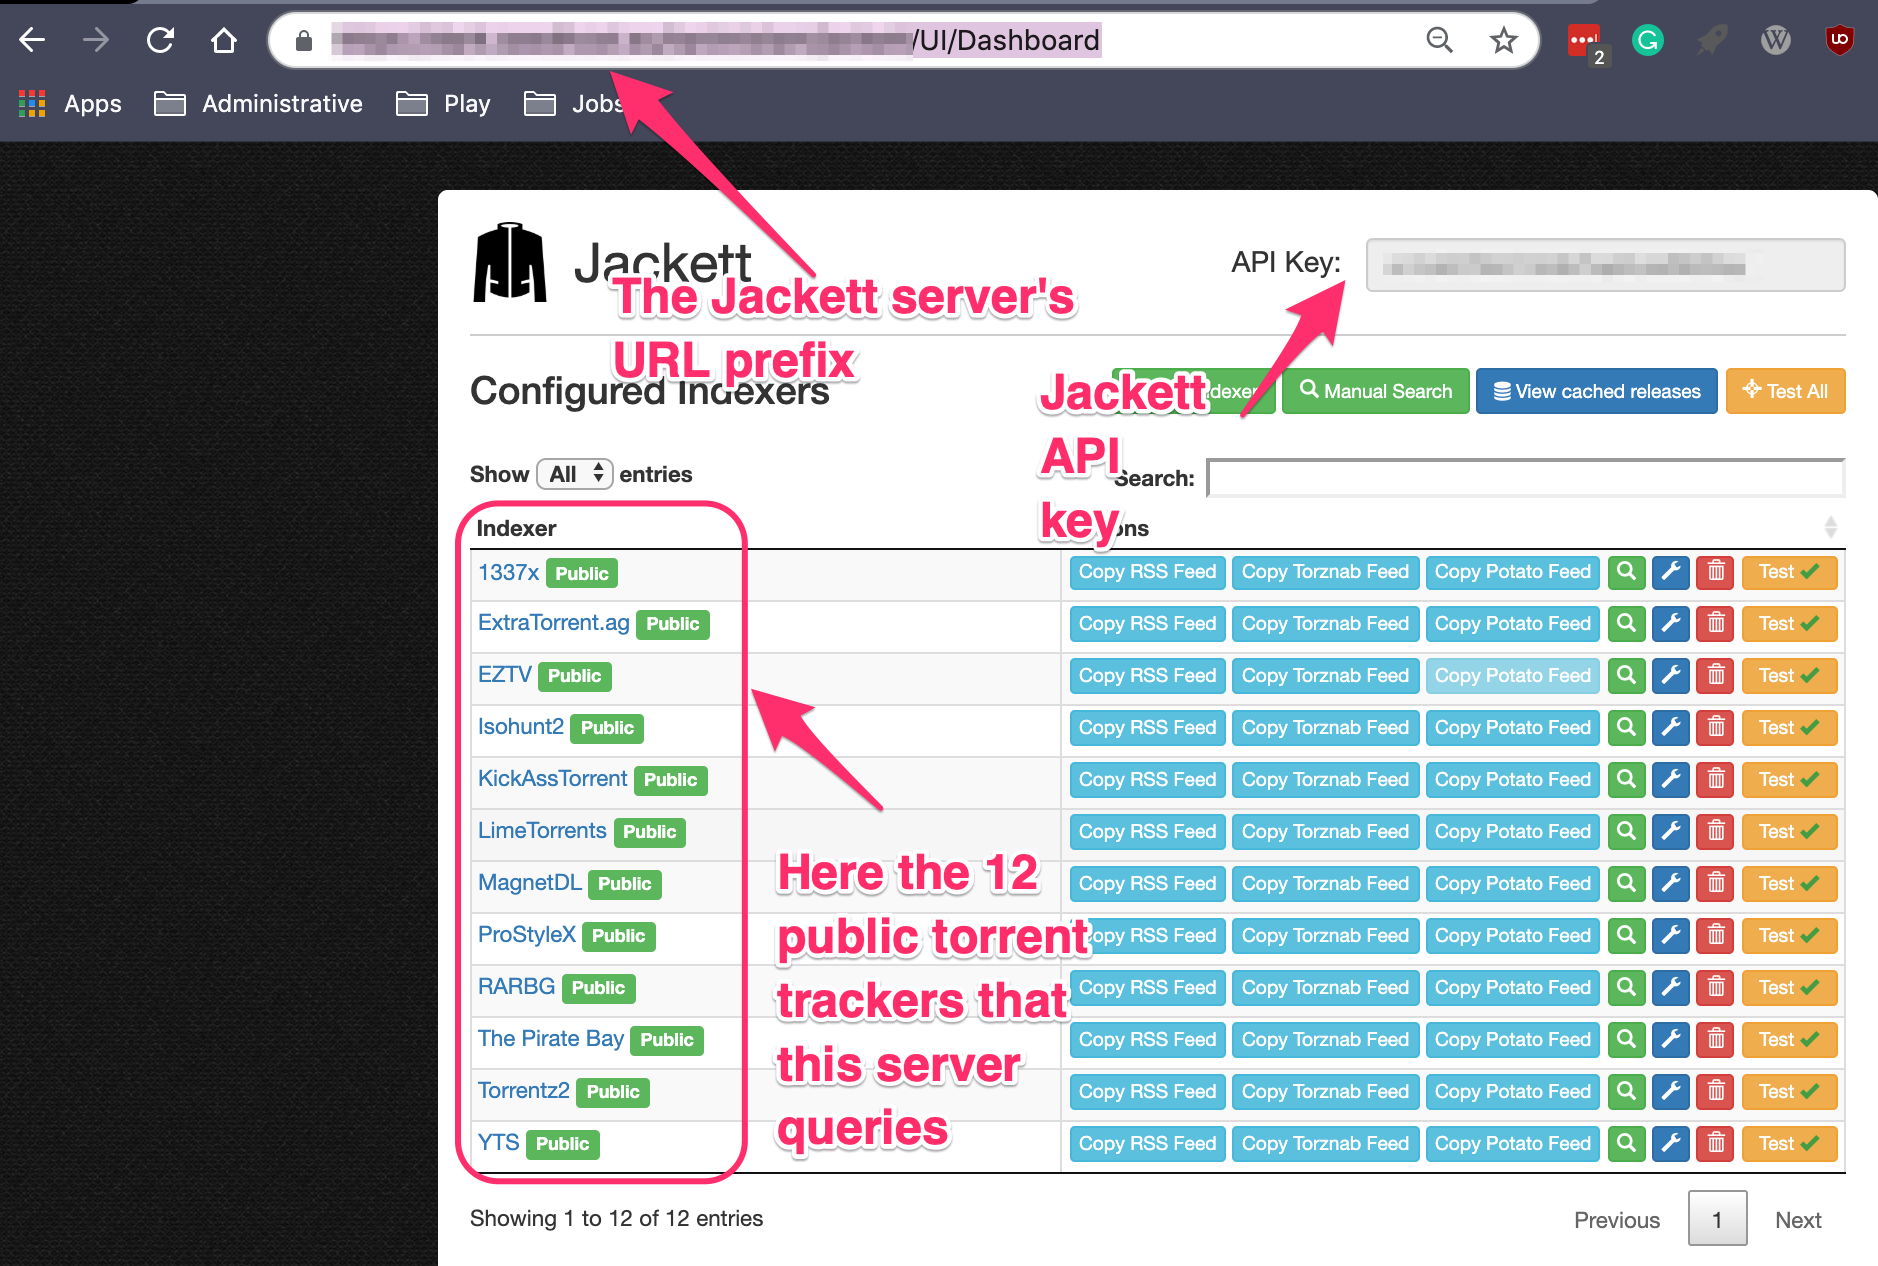 /UI/Dashboard
2
Apps Administrative Play Jobs
Jackett API Key:
The Jackett server's
URL prefix
Configured Indexers
Manual Search View cached releases Test All
Jackett
API
key
Show All entries
Search:
Indexer
1337x Public Copy RSS Feed Copy Torznab Feed Copy Potato Feed Test
ExtraTorrent.ag Public Copy RSS Feed Copy Torznab Feed Copy Potato Feed Test
EZTV Public Copy RSS Feed Copy Torznab Feed Copy Potato Feed Test
Isohunt2 Public Copy RSS Feed Copy Torznab Feed Copy Potato Feed Test
KickAssTorrent Public Copy RSS Feed Copy Torznab Feed Copy Potato Feed Test
LimeTorrents Public Copy RSS Feed Copy Torznab Feed Copy Potato Feed Test
MagnetDL Public Copy RSS Feed Copy Torznab Feed Copy Potato Feed Test
ProStyleX Public Copy RSS Feed Copy Torznab Feed Copy Potato Feed Test
RARBG Public Copy RSS Feed Copy Torznab Feed Copy Potato Feed Test
The Pirate Bay Public Copy RSS Feed Copy Torznab Feed Copy Potato Feed Test
Torrentz2 Public Copy RSS Feed Copy Torznab Feed Copy Potato Feed Test
YTS Public Copy RSS Feed Copy Torznab Feed Copy Potato Feed Test
Here the 12
public torrent
trackers that
this server
queries
Showing 1 to 12 of 12 entries
Previous 1 Next